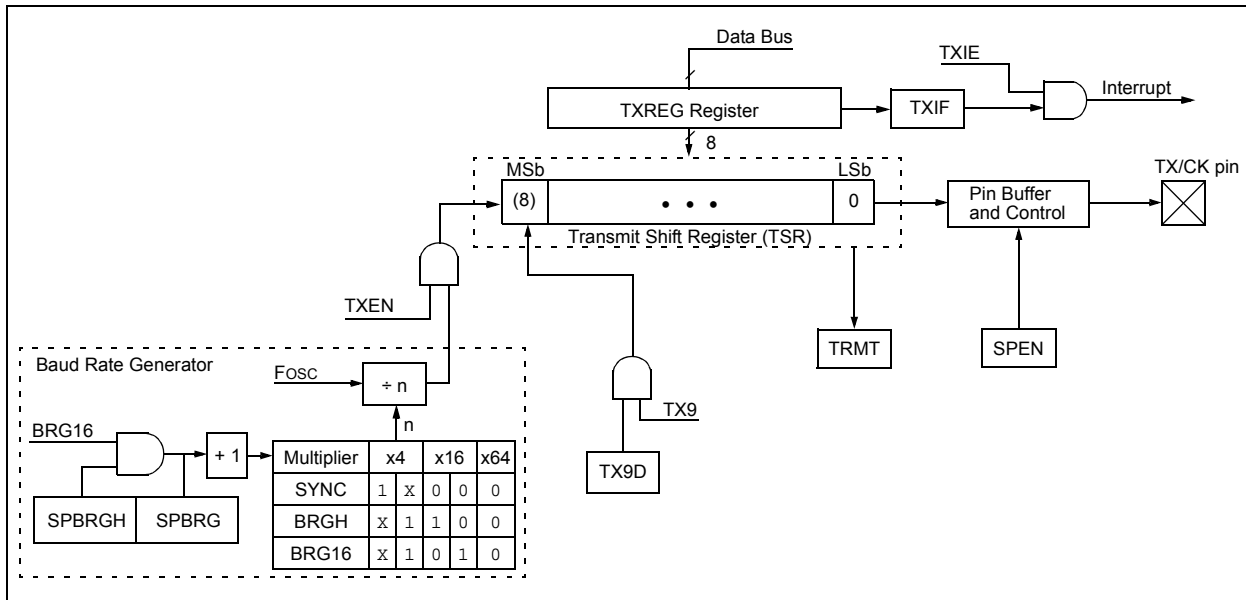 Data Bus
TXIE
Interrupt
TXREG Register
TXIF
8
MSb
LSb
TX/CK pin
(8)
• • •
0
Pin Buffer
and Control
Transmit Shift Register (TSR)
TXEN
TRMT
SPEN
Baud Rate Generator
FOSC
÷ n
TX9
n
BRG16
+ 1
Multiplier x4 x16 x64
TX9D
SYNC 1 X 0 0 0
SPBRGH SPBRG
BRGH X 1 1 0 0
BRG16 X 1 0 1 0